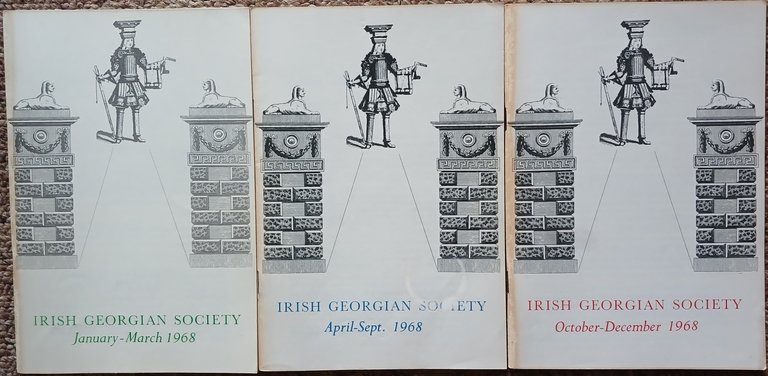 IRISH GEORGIAN SOCIETY
January-March 1968
IRISH GEORGIAN SOCIETY
April-Sept. 1968
IRISH GEORGIAN SOCIETY
October-December 1968